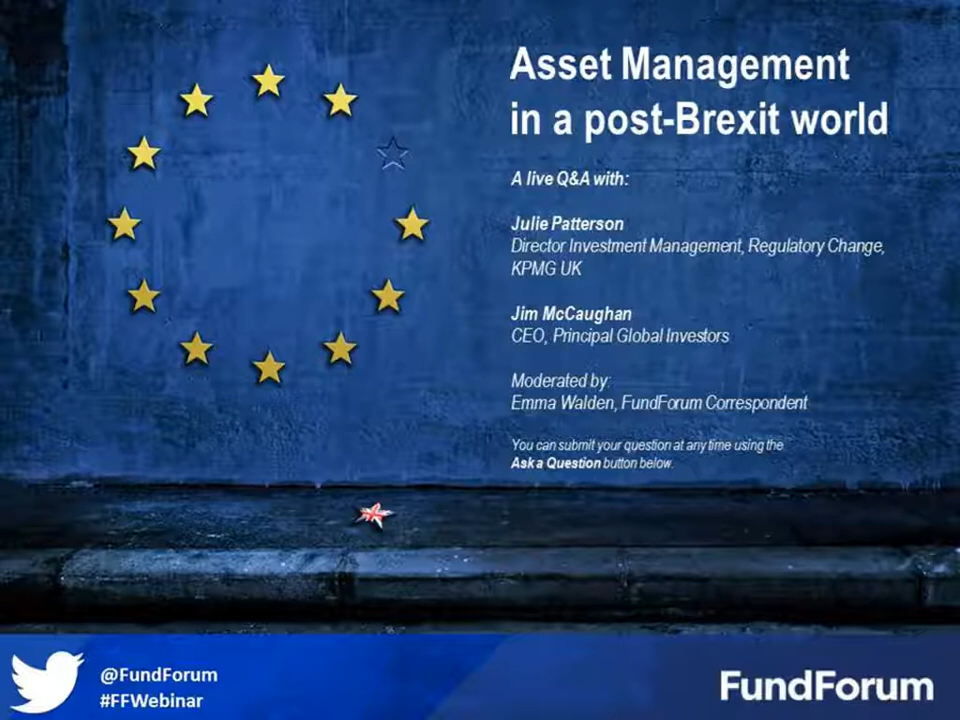 Asset Management
in a post-Brexit world
A live Q&A with:
Julie Patterson
Director Investment Management, Regulatory Change,
KPMG UK
Jim McCaughan
CEO, Principal Global Investors
Moderated by:
Emma Walden, FundForum Correspondent
You can submit your question at any time using the
Ask a Question button below.
@FundForum
#FFWebinar
FundForum